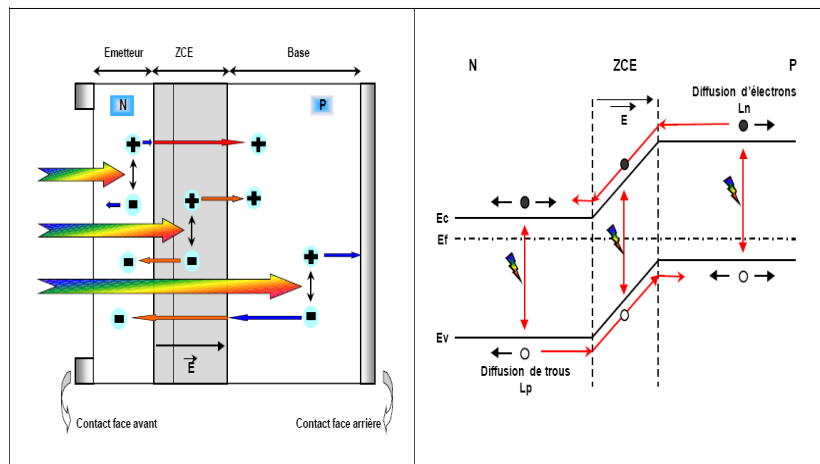 Emetteur ZCE Base
N P
E
Contact face avant Contact face arrière
N ZCE P
E
Diffusion d'électrons
Ln
Ec
Ef
Ev
Diffusion de trous
Lp